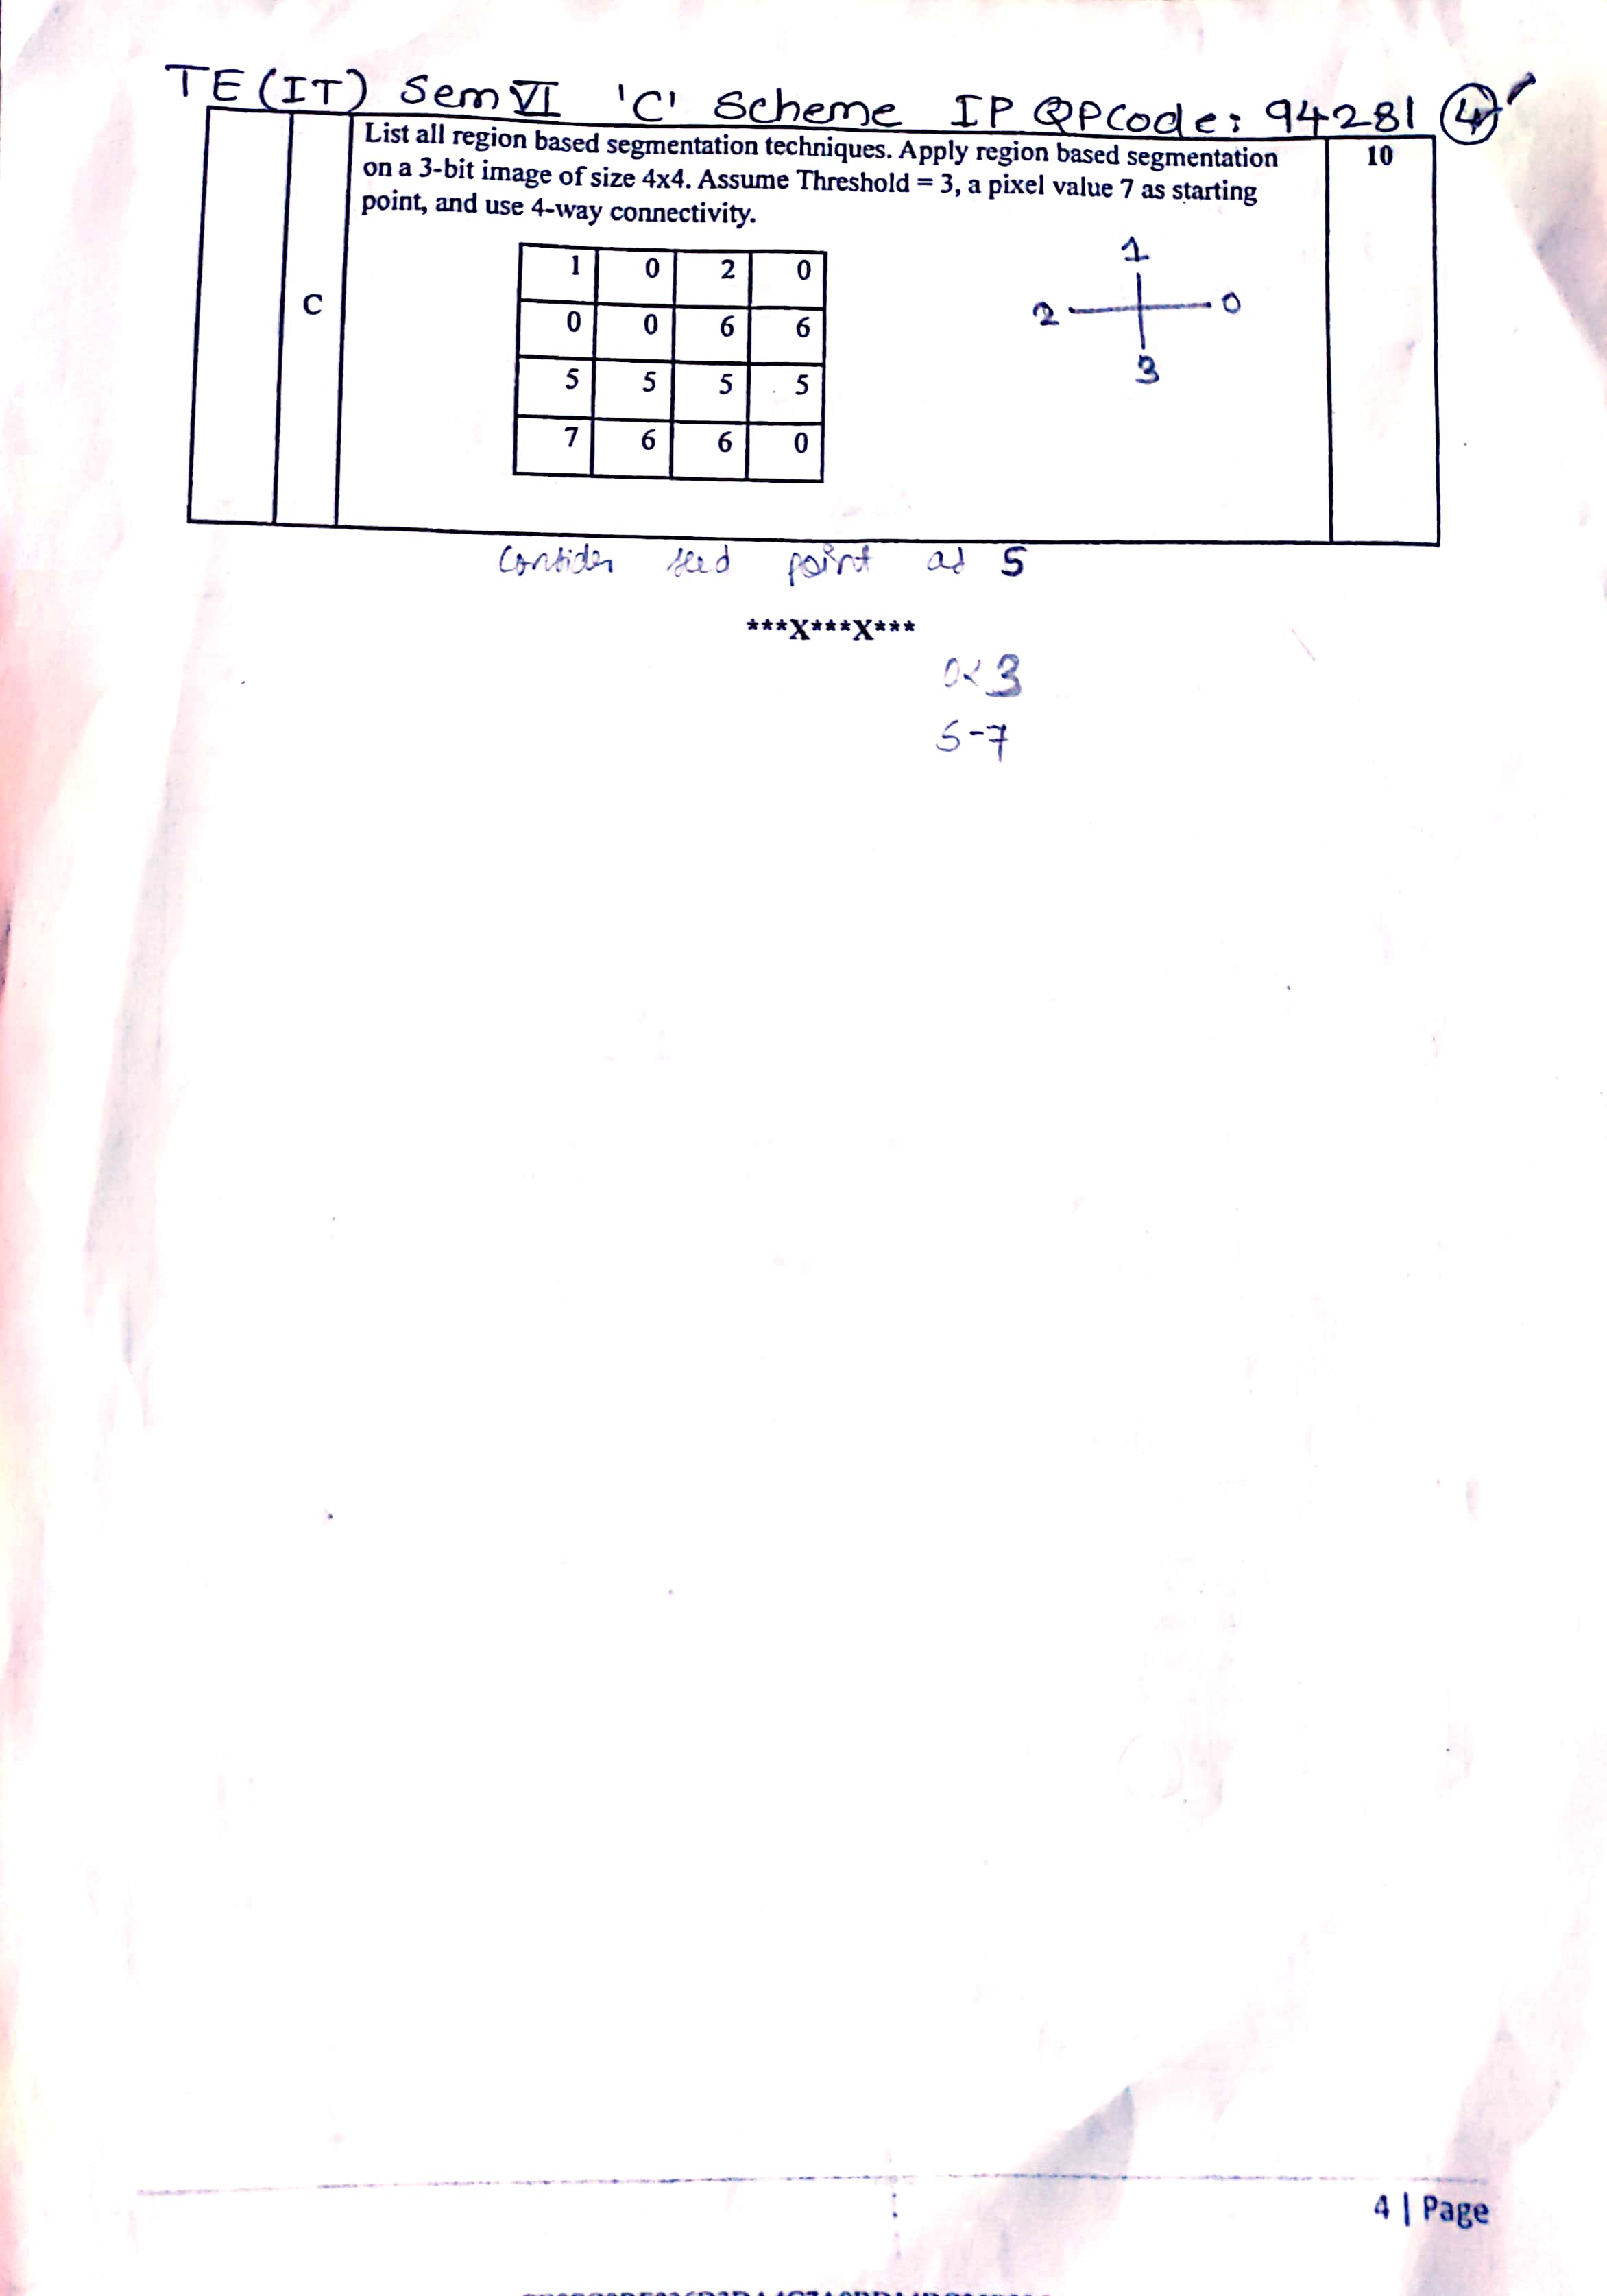 TE (IT) Sem VI 'C' Scheme IP QPCode: 94281 4
List all region based segmentation techniques. Apply region based segmentation 10
on a 3-bit image of size 4x4. Assume Threshold = 3, a pixel value 7 as starting
point, and use 4-way connectivity.
C
1 0 2 0
0 0 6 6
5 5 5 5
7 6 6 0
1
2 0
3
Consider seed point as 5
***X***X***
0<3
5-7
4 | Page